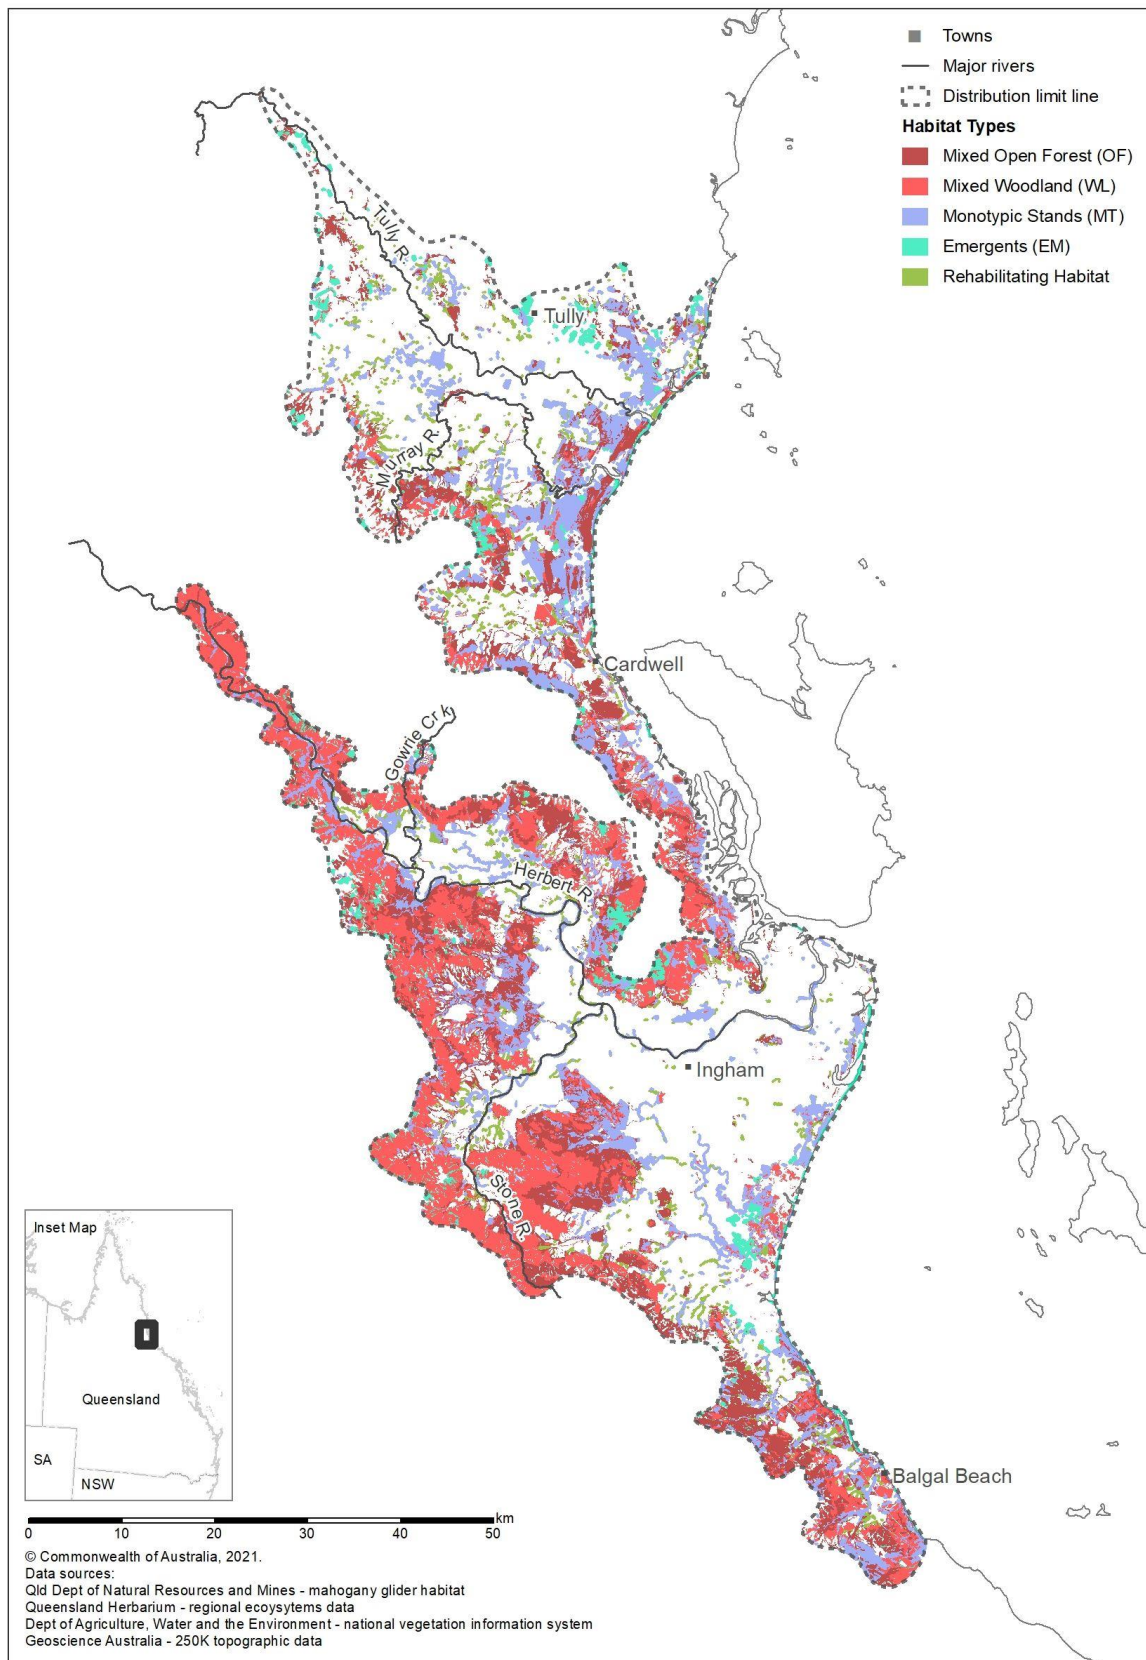 Towns
Major rivers
Distribution limit line
Habitat Types
Mixed Open Forest (OF)
Mixed Woodland (WL)
Monotypic Stands (MT)
Emergents (EM)
Rehabilitating Habitat
Tully R.
Tully
Murray R.
Cardwell
Gowrie Crk
Herbert R.
Ingham
Stone R.
Balgal Beach
Inset Map
Queensland
SA
NSW
km
0 10 20 30 40 50
© Commonwealth of Australia, 2021.
Data sources:
Qld Dept of Natural Resources and Mines - mahogany glider habitat
Queensland Herbarium - regional ecoysytems data
Dept of Agriculture, Water and the Environment - national vegetation information system
Geoscience Australia - 250K topographic data